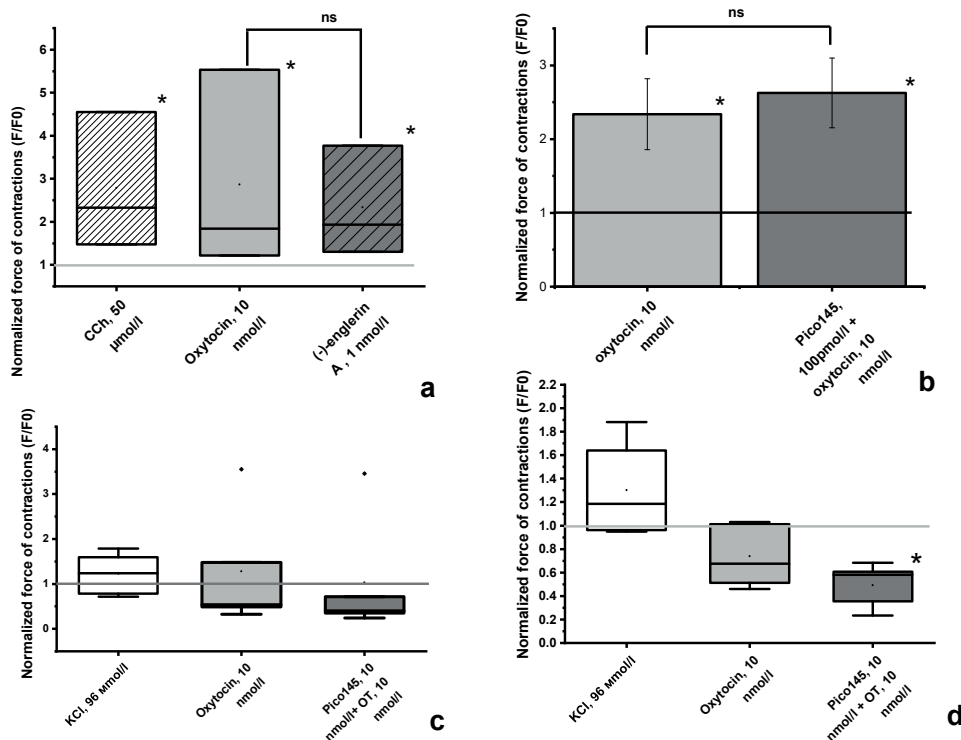 ns
Normalized force of contractions (F/F0)
6
5
4
3
2
1
*
*
*
CCh, 50
µmol/l
Oxytocin, 10
nmol/l
(-)-englerin
A , 1 nmol/l
a
ns
Normalized force of contractions (F/F0)
3
2
1
0
*
*
oxytocin, 10
nmol/l
Pico145,
100pmol/l +
oxytocin, 10
nmol/l
b
Normalized force of contractions (F/F0)
4
3
2
1
0
KCl, 96 ммol/l
Oxytocin, 10
nmol/l
Pico145, 10
nmol/l+ OT, 10
nmol/l
c
Normalized force of contractions (F/F0)
2.2
2.0
1.8
1.6
1.4
1.2
1.0
0.8
0.6
0.4
0.2
0.0
*
KCl, 96 ммol/l
Oxytocin, 10
nmol/l
Pico145, 10
nmol/l + OT, 10
nmol/l
d